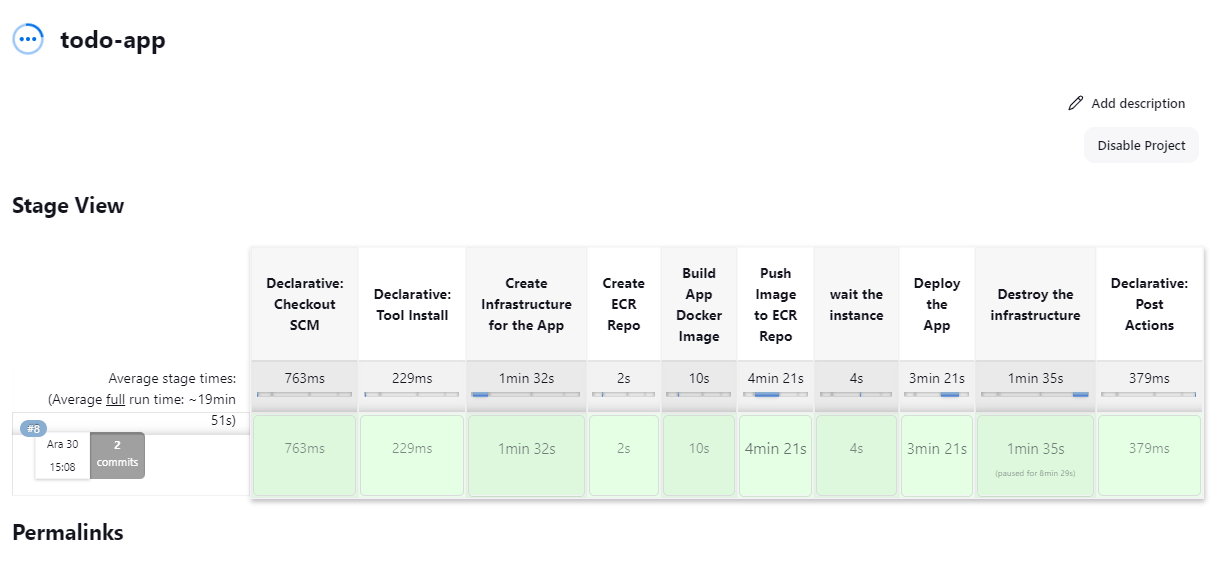 todo-app
Add description
Disable Project
Stage View
Declarative:
Checkout
SCM
Declarative:
Tool Install
Create
Infrastructure
for the App
Create
ECR
Repo
Build
App
Docker
Image
Push
Image
to ECR
Repo
wait the
instance
Deploy
the
App
Destroy the
infrastructure
Declarative:
Post
Actions
Average stage times:
(Average full run time: ~19min
51s)
763ms
229ms
1min 32s
2s
10s
4min 21s
4s
3min 21s
1min 35s
379ms
#8
Ara 30
15:08
2
commits
763ms
229ms
1min 32s
2s
10s
4min 21s
4s
3min 21s
1min 35s
(paused for 8min 29s)
379ms
Permalinks